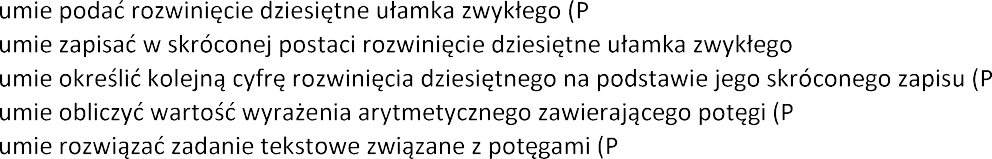 umie podać rozwinięcie dziesiętne ułamka zwykłego (P
umie zapisać w skróconej postaci rozwinięcie dziesiętne ułamka zwykłego
umie określić kolejną cyfrę rozwinięcia dziesiętnego na podstawie jego skróconego zapisu (P
umie obliczyć wartość wyrażenia arytmetycznego zawierającego potęgi (P
umie rozwiązać zadanie tekstowe związane z potęgami (P